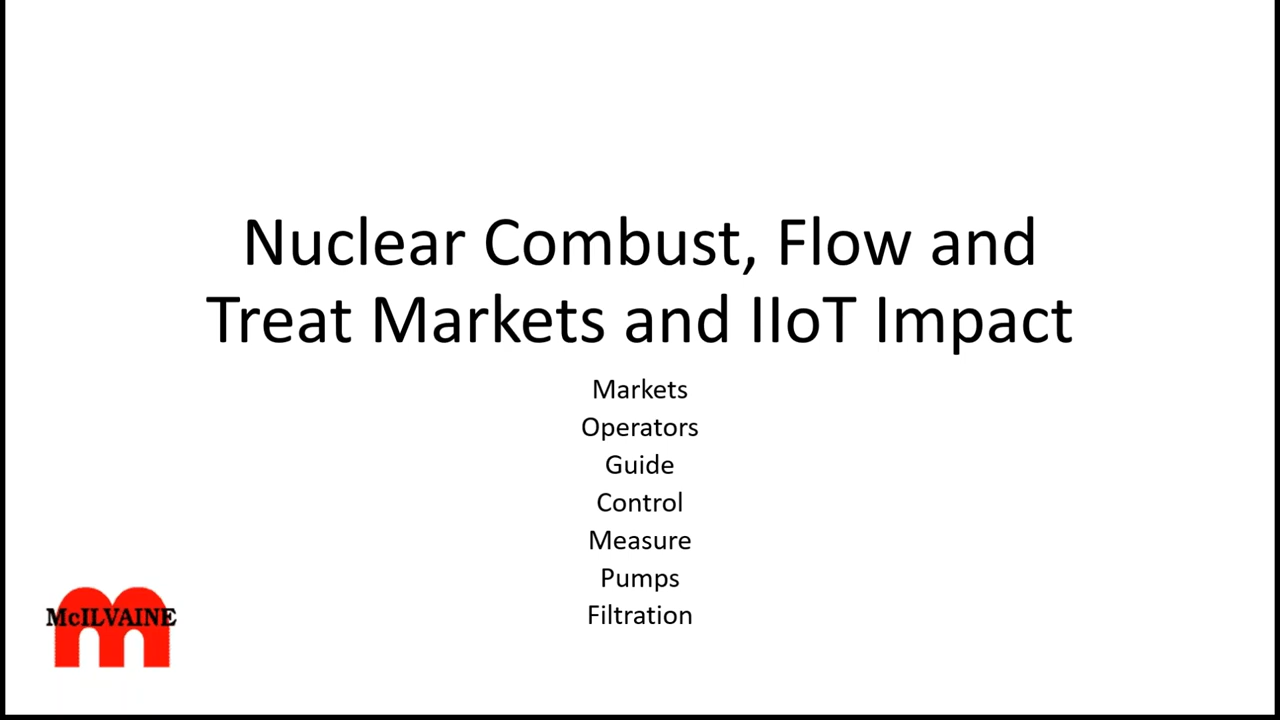 Nuclear Combust, Flow and
Treat Markets and IIoT Impact
Markets
Operators
Guide
Control
Measure
Pumps
Filtration
McILVAINE